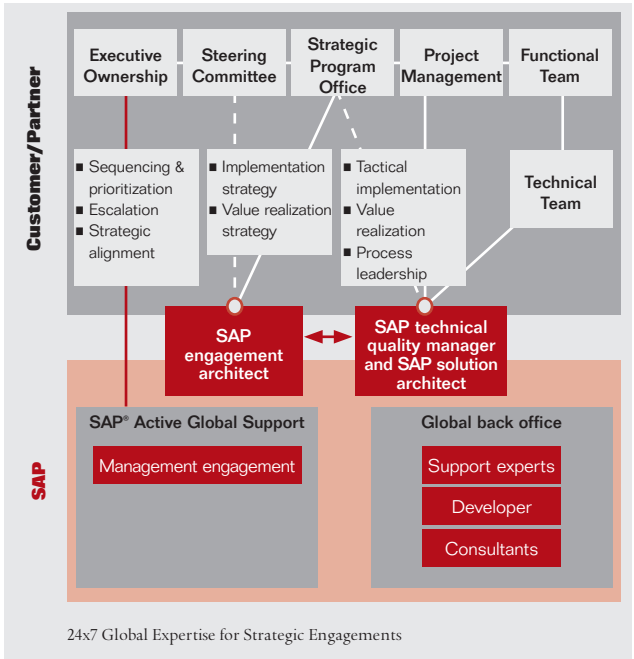 Customer/Partner
Executive
Ownership
Steering
Committee
Strategic
Program
Office
Project
Management
Functional
Team
■ Sequencing &
prioritization
■ Escalation
■ Strategic
alignment
■ Implementation
strategy
■ Value realization
strategy
■ Tactical
implementation
■ Value
realization
■ Process
leadership
Technical
Team
SAP
engagement
architect
SAP technical
quality manager
and SAP solution
architect
SAP
SAP® Active Global Support
Management engagement
Global back office
Support experts
Developer
Consultants
24x7 Global Expertise for Strategic Engagements